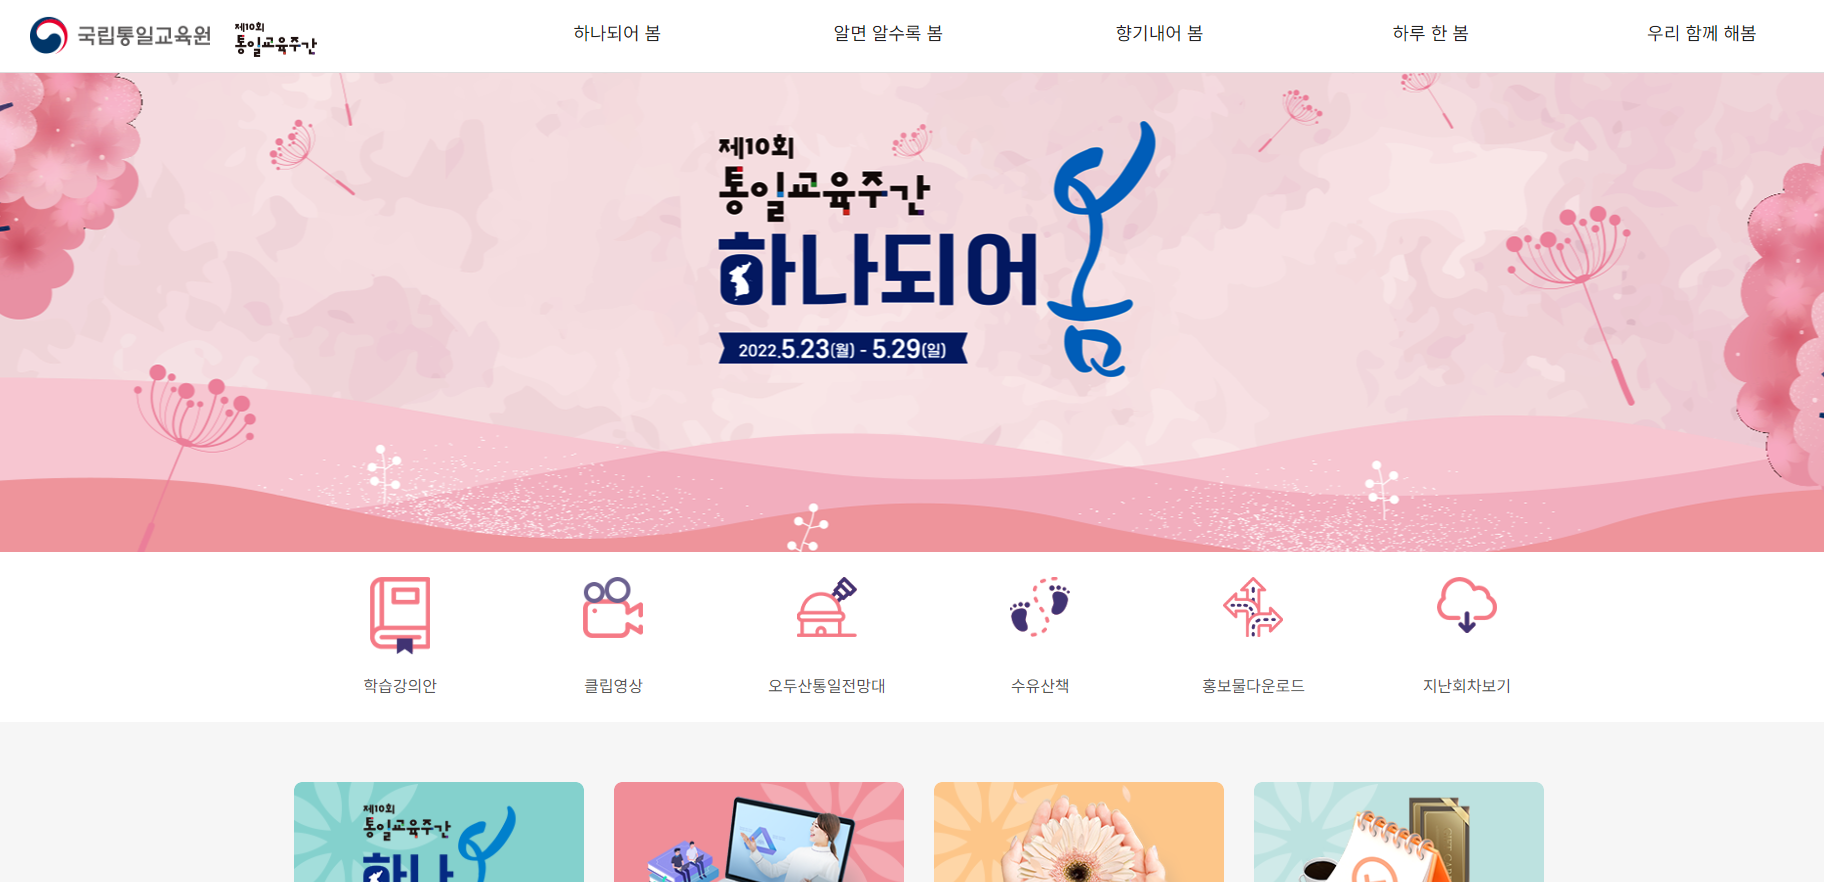 국립통일교육원
제10회
통일교육주간
하나되어 봄
알면 알수록 봄
향기내어 봄
하루 한 봄
우리 함께 해봄
제10회
통일교육주간
하나되어 봄
2022.5.23(월) - 5.29(일)
학습강의안
클립영상
오두산통일전망대
수유산책
홍보물다운로드
지난회차보기
제10회
통일교육주간
하나 봄